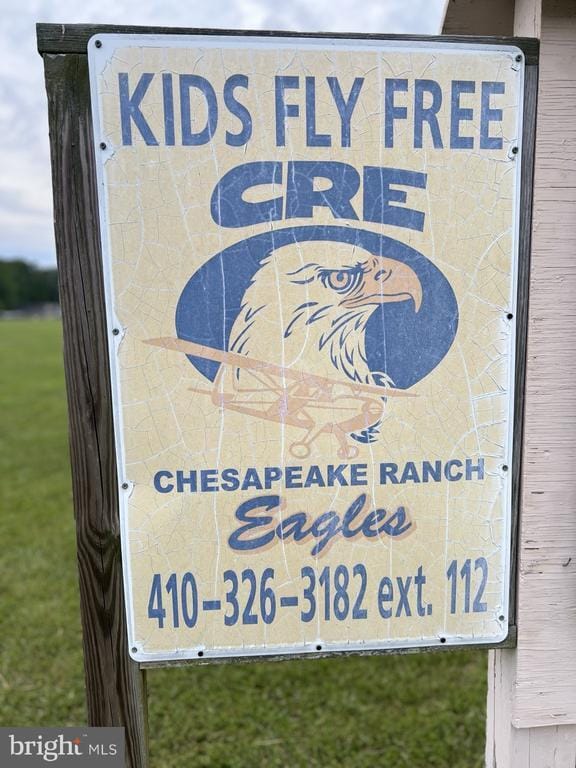 KIDS FLY FREE
CRE
CHESAPEAKE RANCH
Eagles
410-326-3182 ext. 112
bright MLS